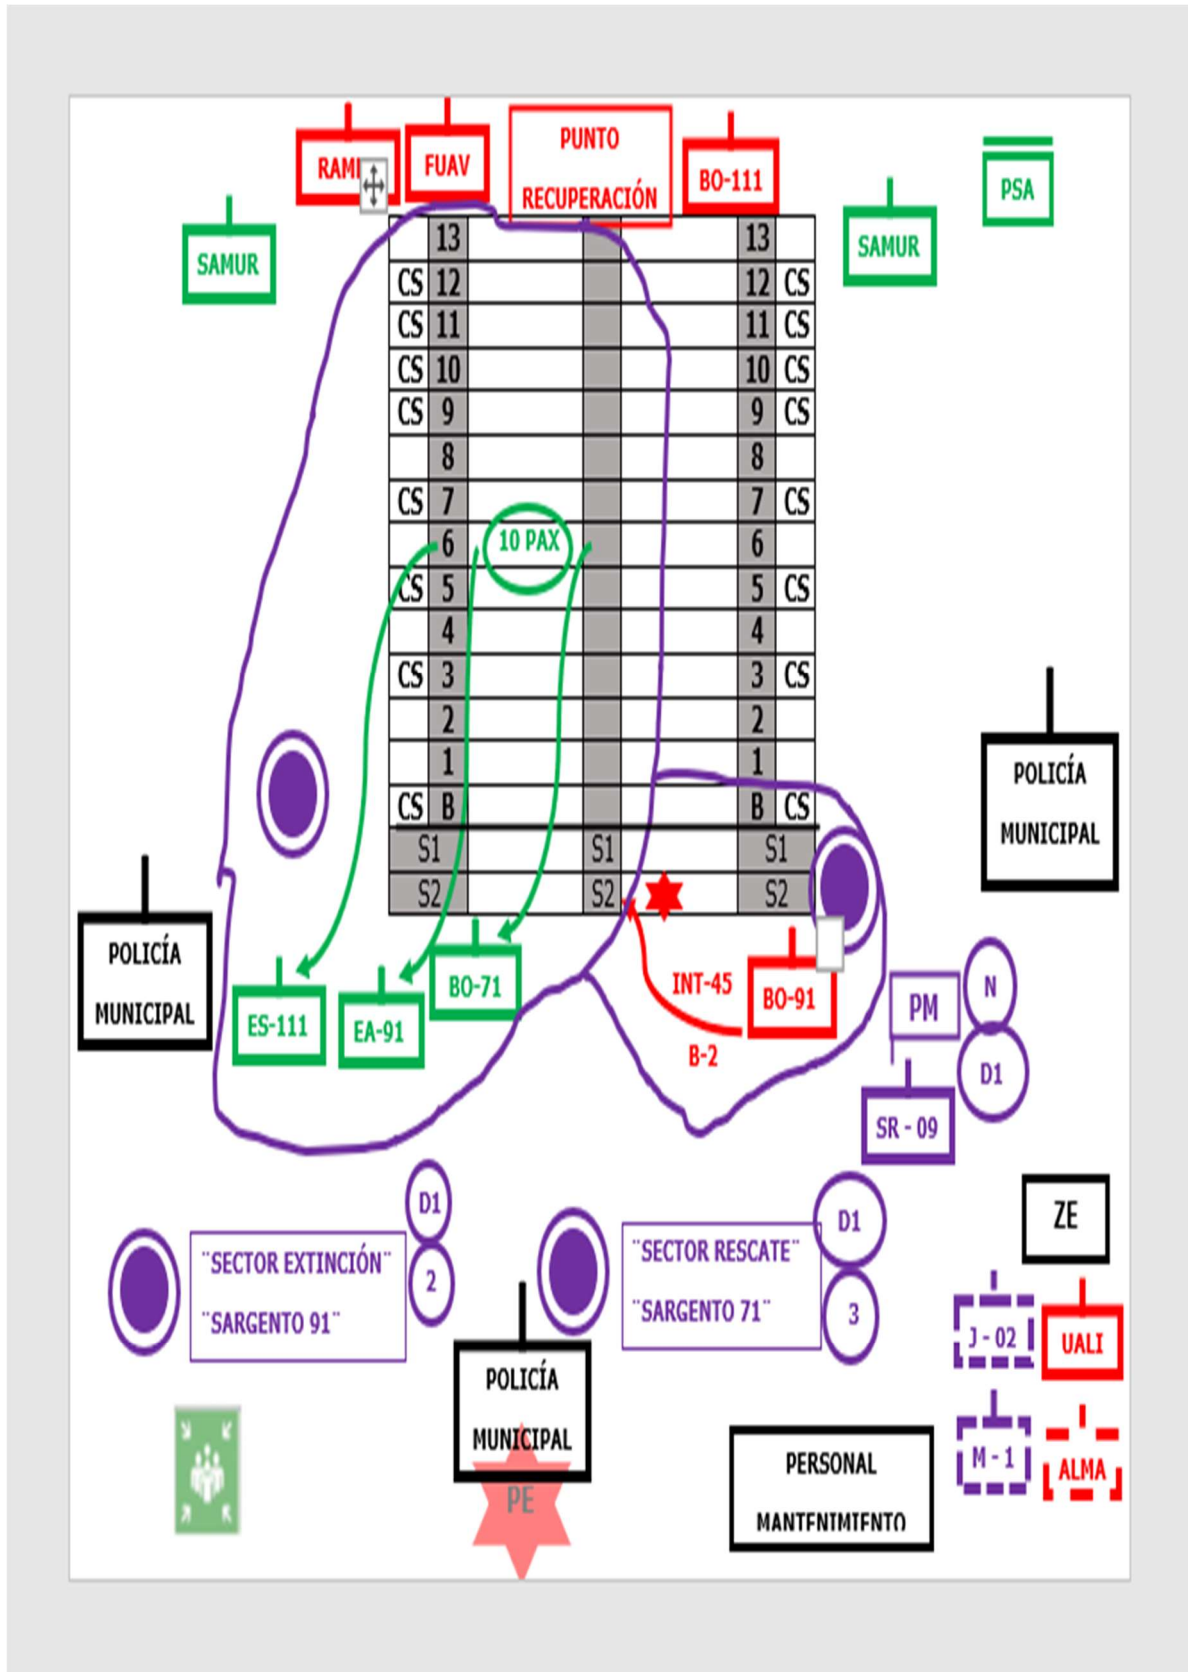 RAMI
FUAV
PUNTO
RECUPERACIÓN
BO-111
PSA
SAMUR
SAMUR
13 13
CS 12 12 CS
CS 11 11 CS
CS 10 10 CS
CS 9 9 CS
8 8
CS 7 7 CS
6 10 PAX 6
CS 5 5 CS
4 4
CS 3 3 CS
2 2
1 1
CS B B CS
S1 S1 S1
S2 S2 S2
POLICÍA
MUNICIPAL
POLICÍA
MUNICIPAL
ES-111
EA-91
BO-71
INT-45
B-2
BO-91
PM
N
D1
SR - 09
¨SECTOR EXTINCIÓN¨
¨SARGENTO 91¨
D1
2
¨SECTOR RESCATE¨
¨SARGENTO 71¨
D1
3
ZE
J - 02
UALI
M - 1
ALMA
POLICÍA
MUNICIPAL
PE
PERSONAL
MANTENIMIENTO